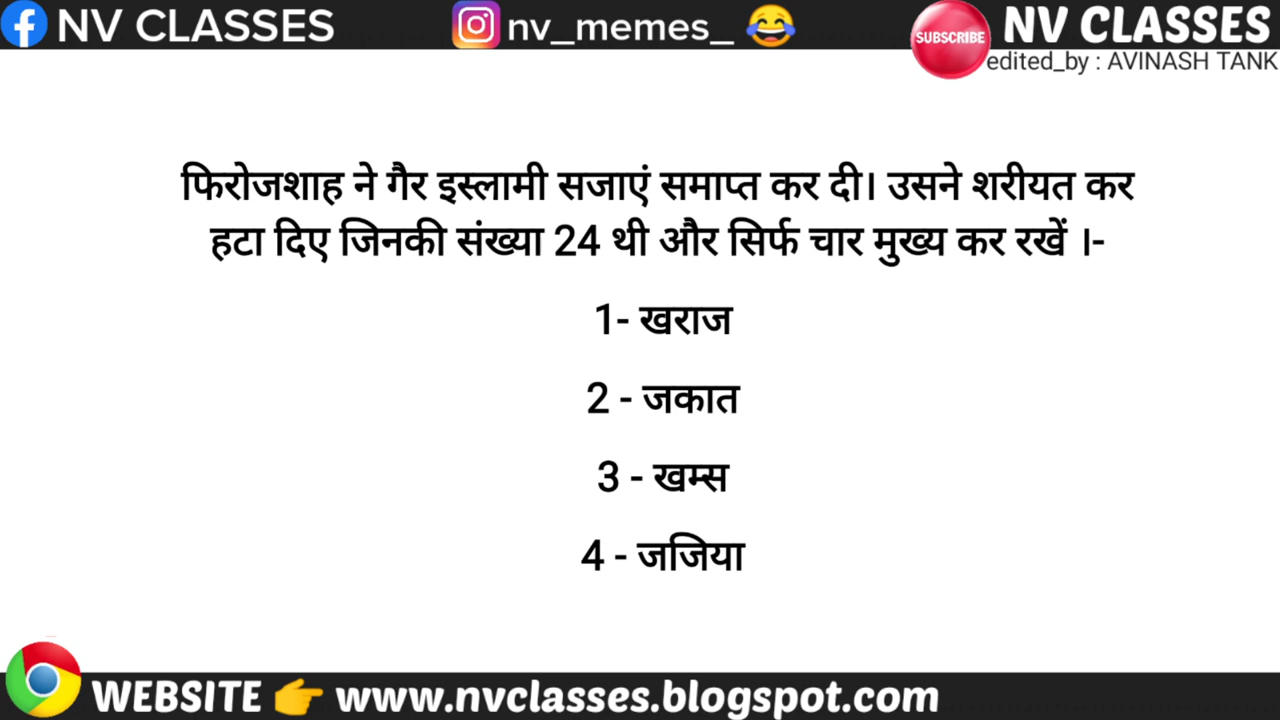 NV CLASSES
nv_memes_ 😂
SUBSCRIBE
NV CLASSES
edited_by : AVINASH TANK
फिरोजशाह ने गैर इस्लामी सजाएं समाप्त कर दी। उसने शरीयत कर
हटा दिए जिनकी संख्या 24 थी और सिर्फ चार मुख्य कर रखें ।-
1- खराज
2 - जकात
3 - खम्स
4 - जजिया
WEBSITE 👉 www.nvclasses.blogspot.com